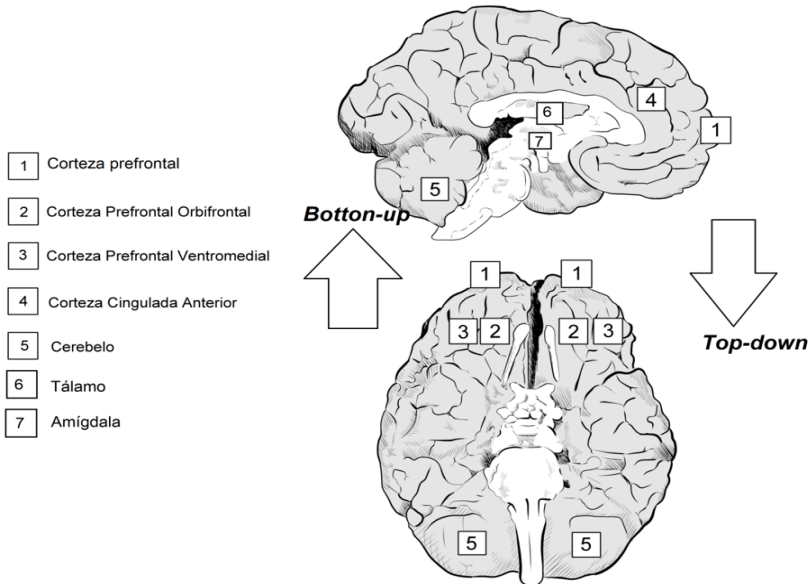 1 Corteza prefrontal
2 Corteza Prefrontal Orbifrontal
3 Corteza Prefrontal Ventromedial
4 Corteza Cingulada Anterior
5 Cerebelo
6 Tálamo
7 Amígdala
6
4
7
1
5
Botton-up
Top-down
1 1
3 2 2 3
5 5